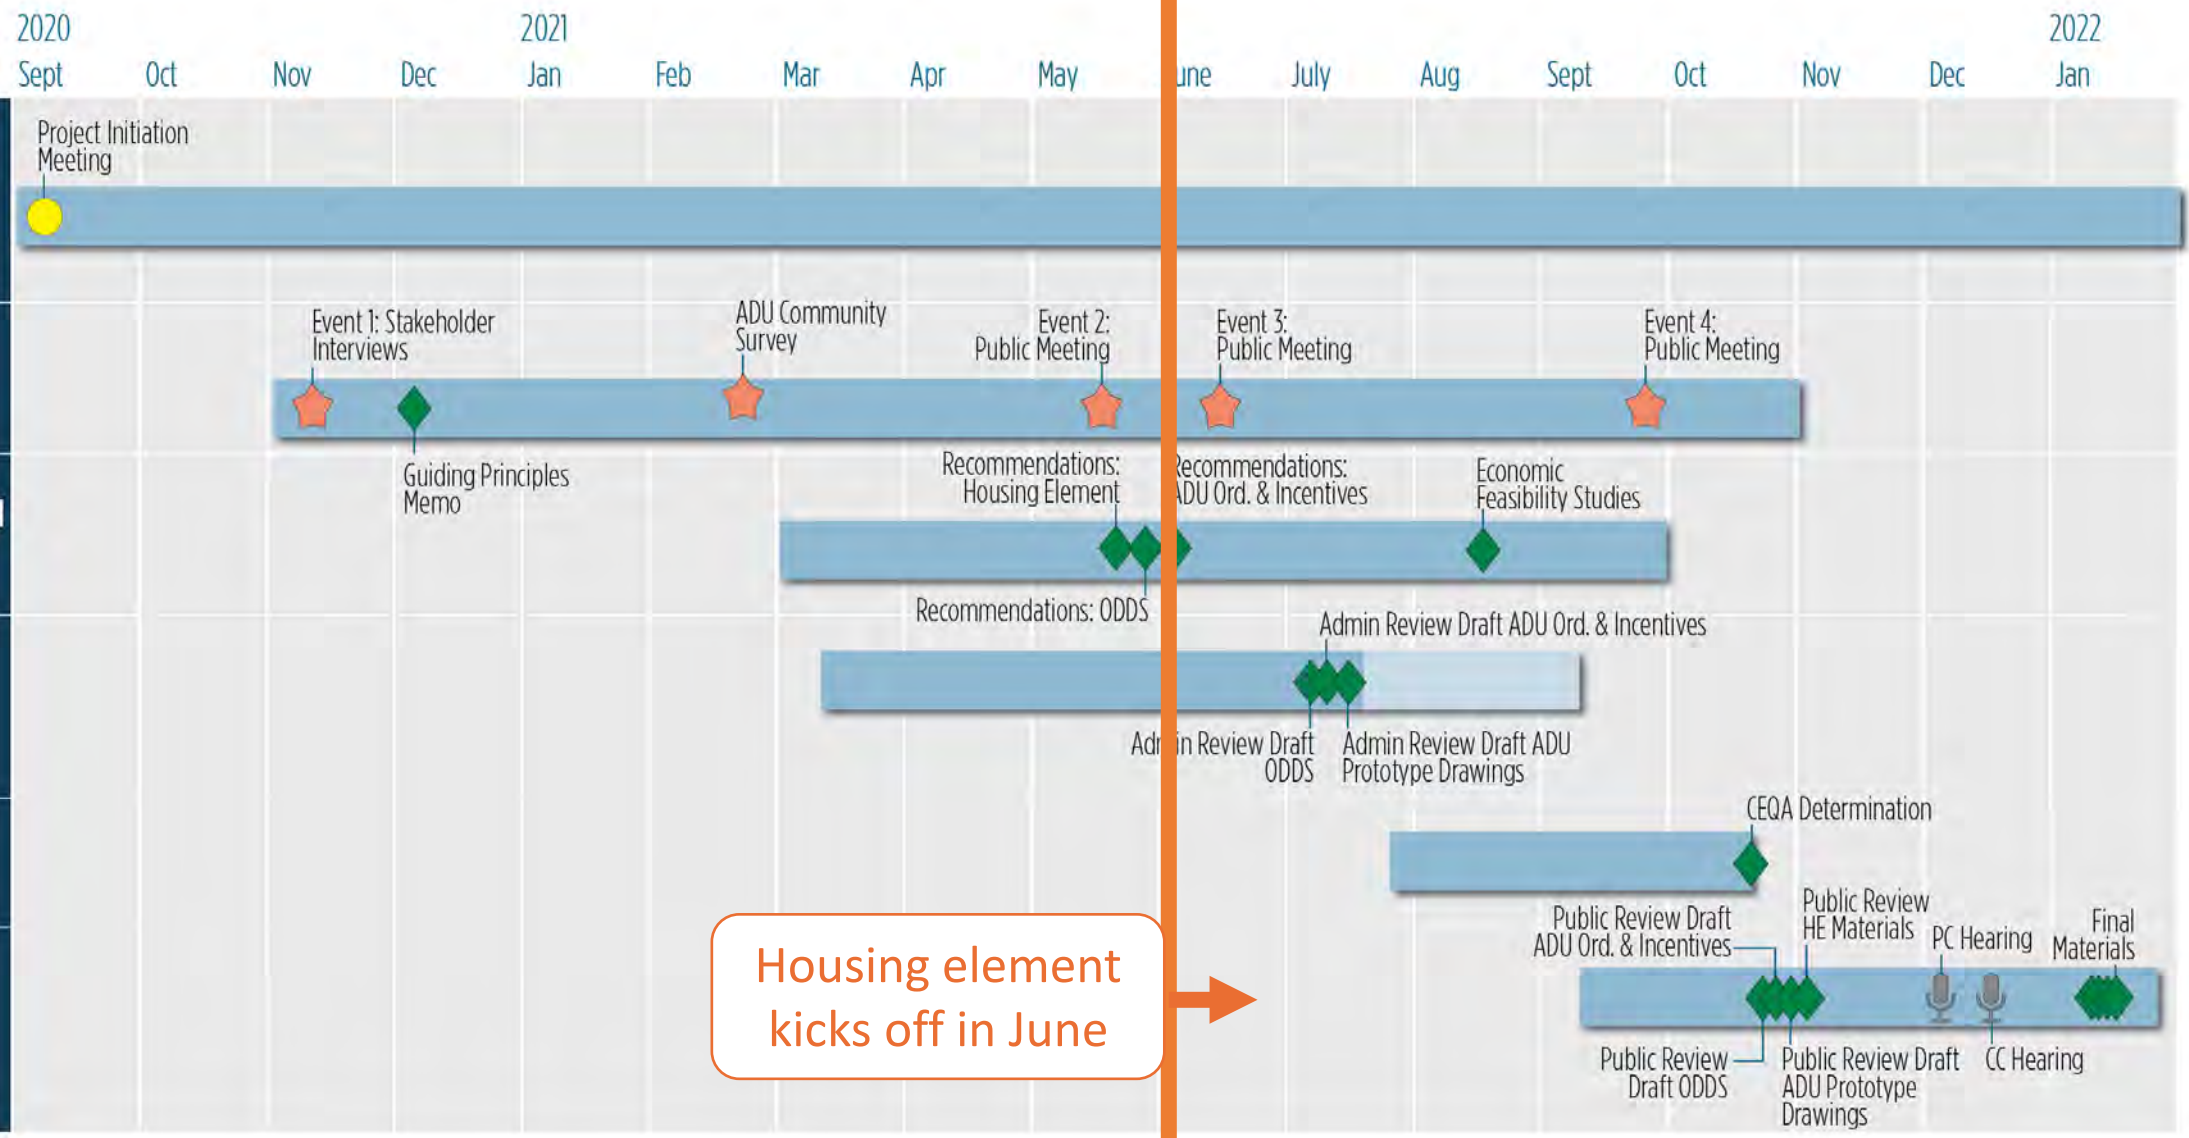 2020 2021 2022
Sept Oct Nov Dec Jan Feb Mar Apr May une July Aug Sept Oct Nov Dec Jan
Project Initiation
Meeting
Event 1: Stakeholder
Interviews
ADU Community
Survey
Event 2:
Public Meeting
Event 3:
Public Meeting
Event 4:
Public Meeting
Guiding Principles
Memo
Recommendations:
Housing Element
Recommendations:
ADU Ord. & Incentives
Economic
Feasibility Studies
Recommendations: ODDS
Admin Review Draft ADU Ord. & Incentives
Admin Review Draft
ODDS
Admin Review Draft ADU
Prototype Drawings
CEQA Determination
Public Review Draft
ADU Ord. & Incentives
Public Review
HE Materials
PC Hearing
Final
Materials
Housing element
kicks off in June
Public Review
Draft ODDS
Public Review Draft
ADU Prototype
Drawings
CC Hearing